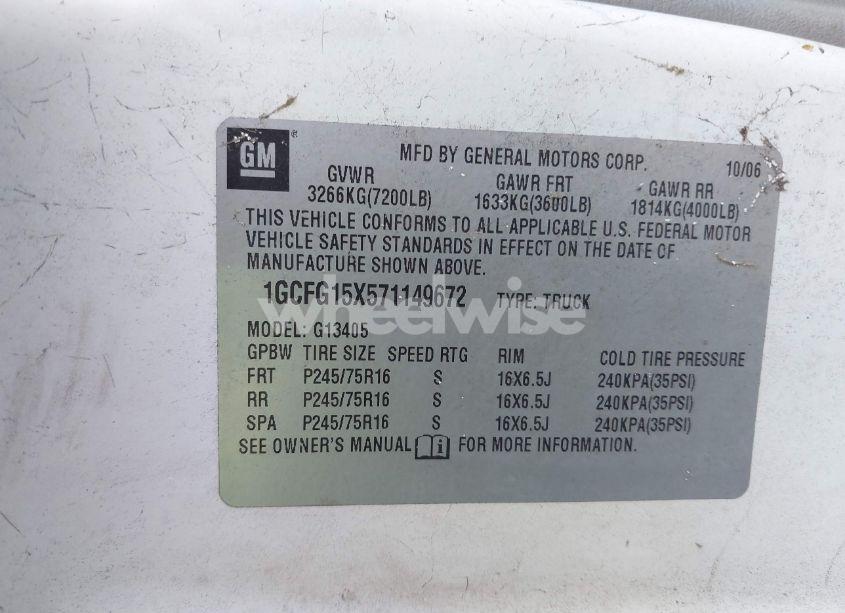 GM ® MFD BY GENERAL MOTORS CORP. 10/06
GVWR GAWR FRT GAWR RR
3266KG(7200LB) 1633KG(3600LB) 1814KG(4000LB)
THIS VEHICLE CONFORMS TO ALL APPLICABLE U.S. FEDERAL MOTOR
VEHICLE SAFETY STANDARDS IN EFFECT ON THE DATE OF
MANUFACTURE SHOWN ABOVE.
1GCFG15X571149672 TYPE: TRUCK
wheelwise
MODEL: G13405
GPBW TIRE SIZE SPEED RTG RIM COLD TIRE PRESSURE
FRT P245/75R16 S 16X6.5J 240KPA(35PSI)
RR P245/75R16 S 16X6.5J 240KPA(35PSI)
SPA P245/75R16 S 16X6.5J 240KPA(35PSI)
SEE OWNER'S MANUAL i FOR MORE INFORMATION.